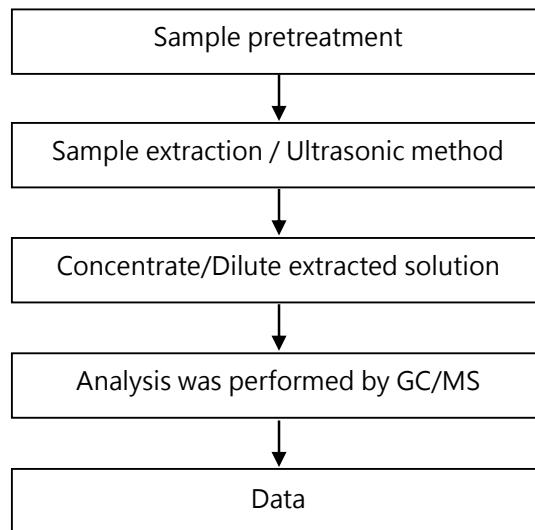 Sample pretreatment
Sample extraction / Ultrasonic method
Concentrate/Dilute extracted solution
Analysis was performed by GC/MS
Data